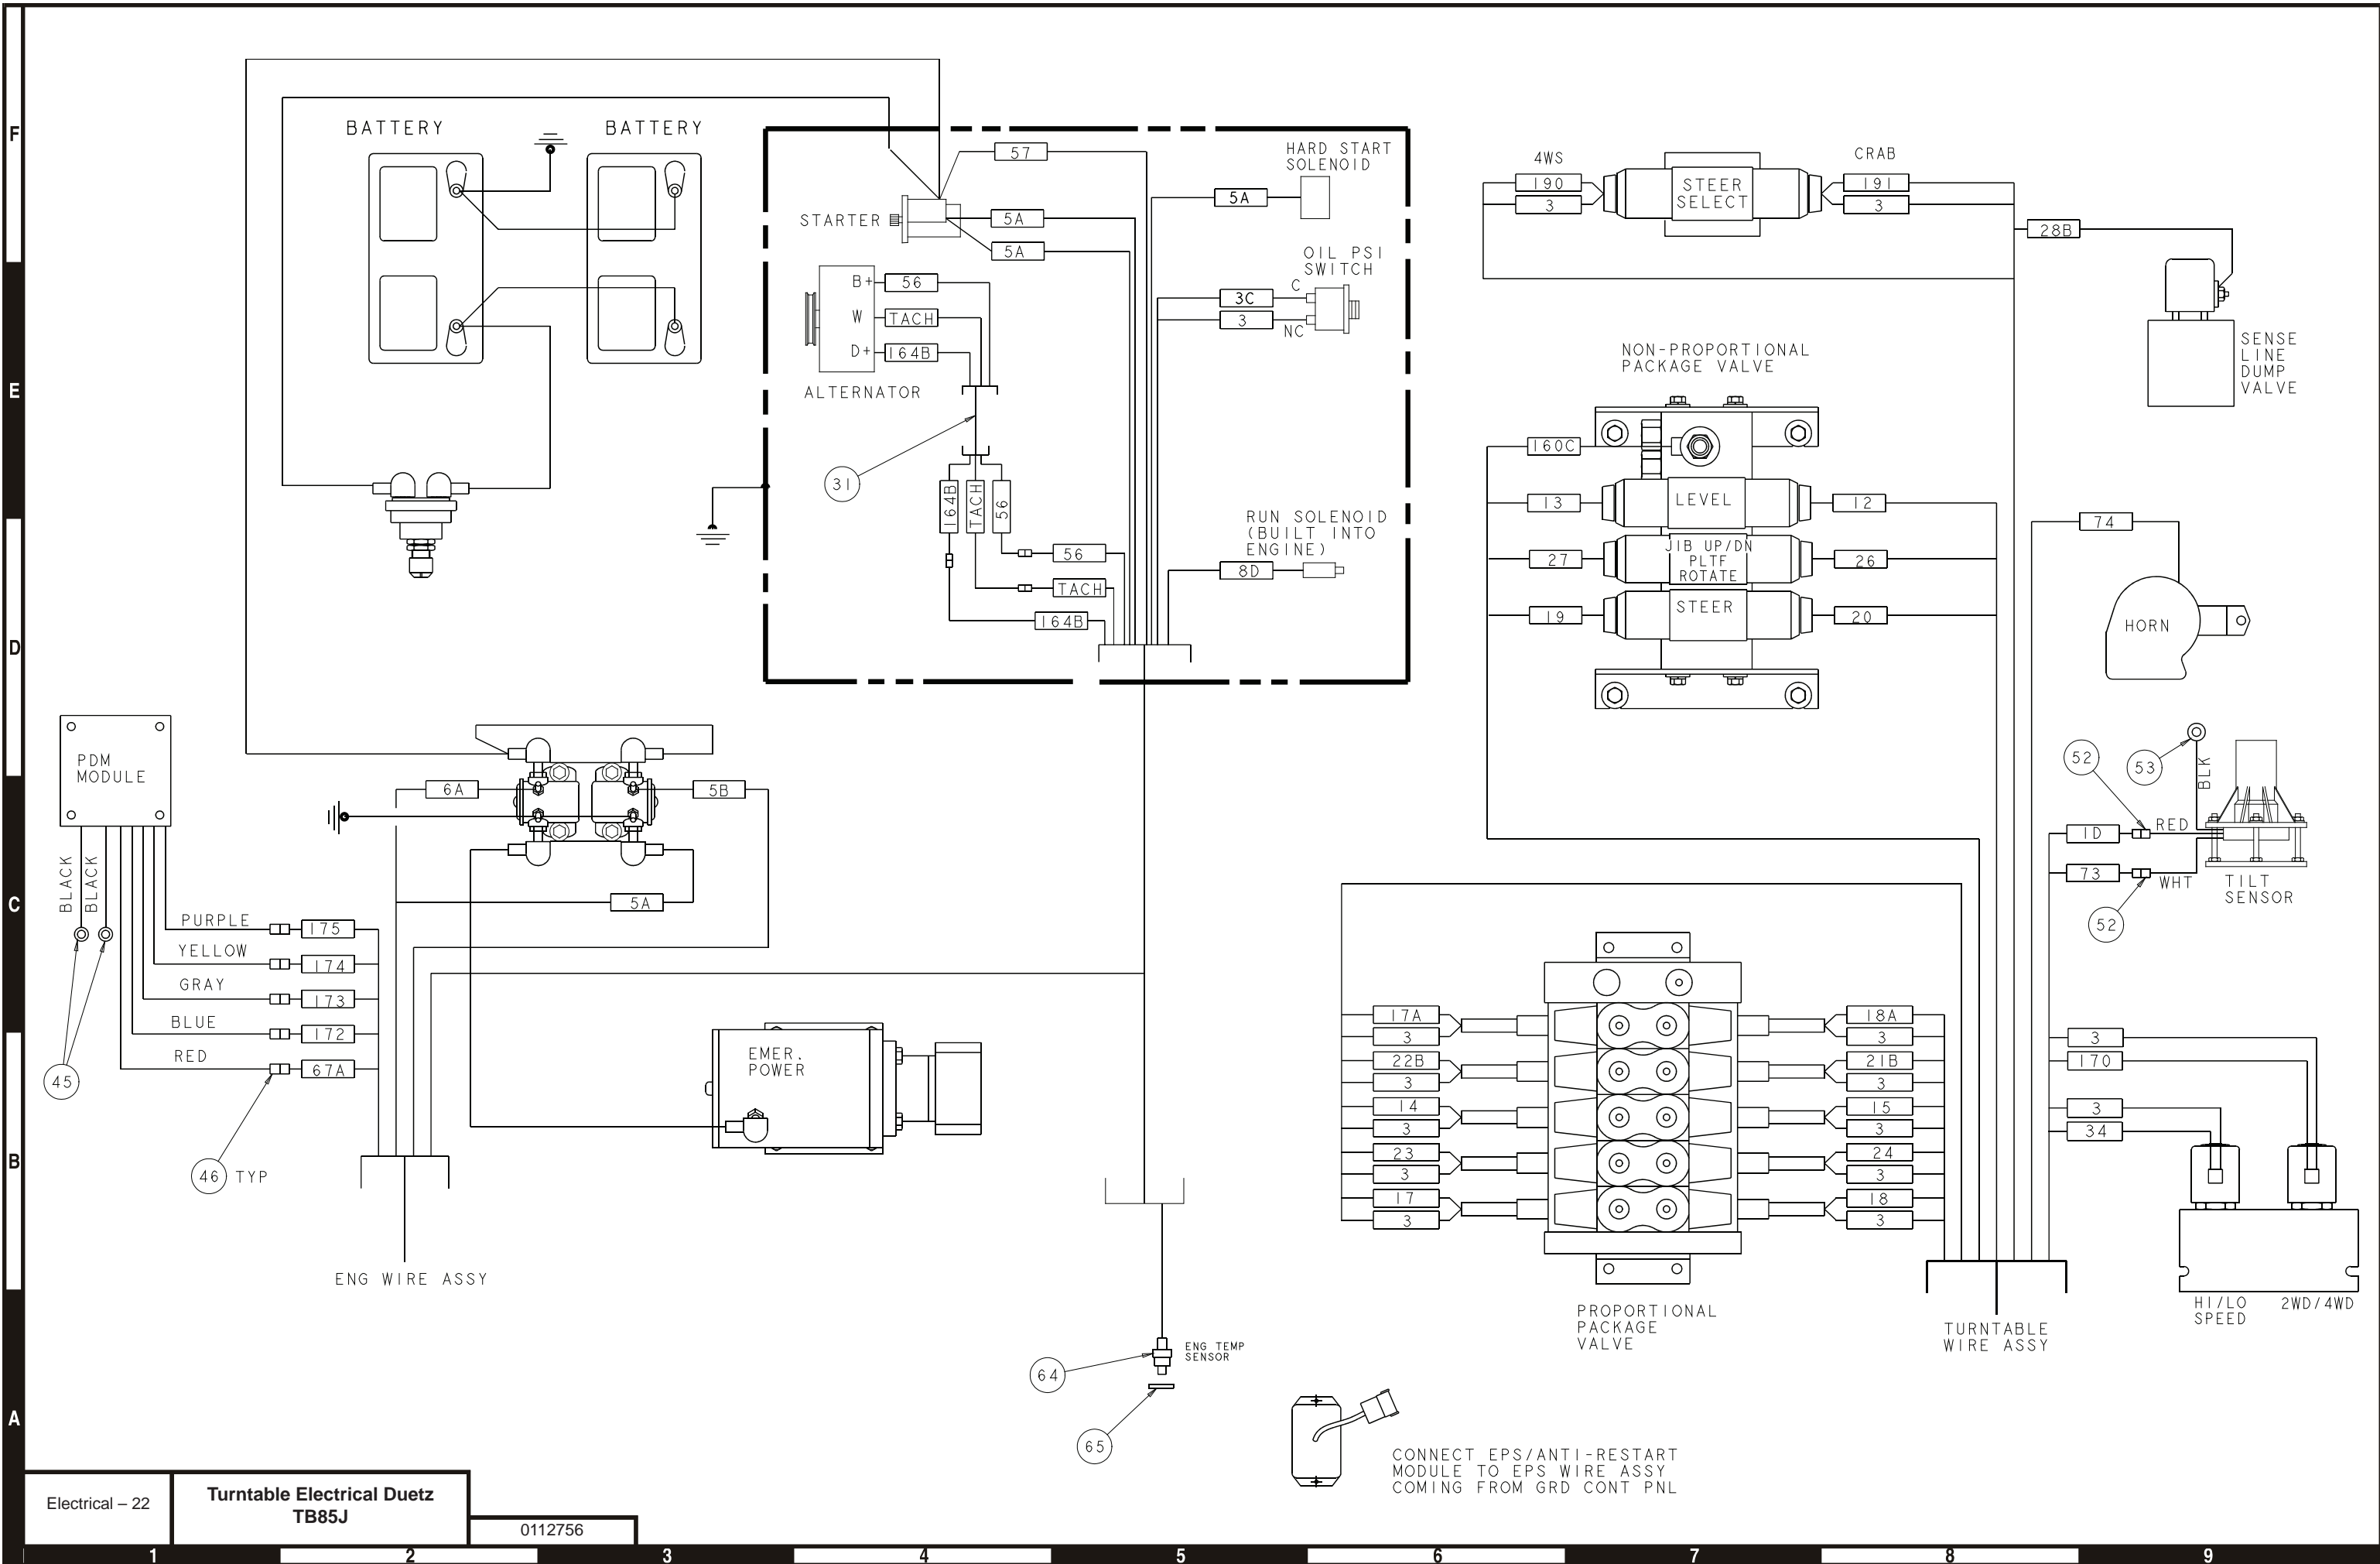 F
E
D
C
B
A
BATTERY
BATTERY
57
STARTER
5A
5A
B+
56
W
TACH
D+
164B
ALTERNATOR
31
164B
TACH
56
56
TACH
164B
HARD START
SOLENOID
5A
OIL PSI
SWITCH
C
3C
3
NC
RUN SOLENOID
(BUILT INTO
ENGINE)
8D
4WS
190
3
STEER
SELECT
CRAB
191
3
28B
SENSE
LINE
DUMP
VALVE
NON-PROPORTIONAL
PACKAGE VALVE
160C
13
LEVEL
12
27
JIB UP/DN
PLTF
ROTATE
26
19
STEER
20
74
HORN
52
53
BLK
1D
RED
73
WHT
52
TILT
SENSOR
PDM
MODULE
BLACK
BLACK
PURPLE
175
YELLOW
174
GRAY
173
BLUE
172
RED
67A
45
46 TYP
6A
5B
5A
EMER.
POWER
ENG WIRE ASSY
64
ENG TEMP
SENSOR
65
17A
3
22B
3
14
3
23
3
17
3
18A
3
21B
3
15
3
24
3
18
3
PROPORTIONAL
PACKAGE
VALVE
TURNTABLE
WIRE ASSY
3
170
3
34
HI/LO
SPEED
2WD/4WD
CONNECT EPS/ANTI-RESTART
MODULE TO EPS WIRE ASSY
COMING FROM GRD CONT PNL
Electrical – 22
Turntable Electrical Duetz
TB85J
0112756
1 2 3 4 5 6 7 8 9